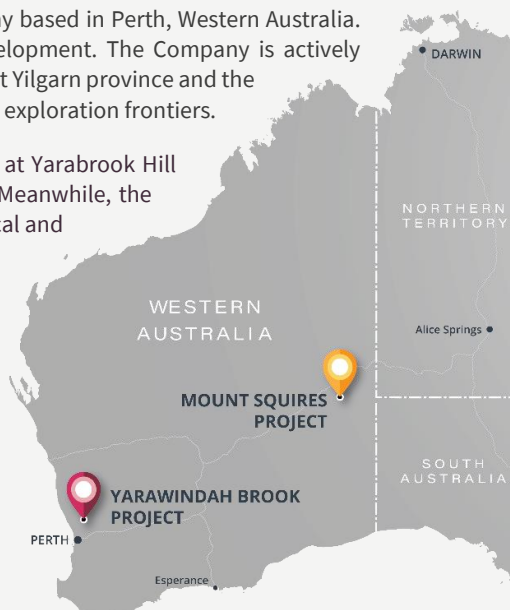 based in Perth, Western Australia.
The Company is actively
Yilgarn province and the
exploration frontiers.
at Yarabrook Hill
Meanwhile, the
and
DARWIN
NORTHERN
TERRITORY
WESTERN
AUSTRALIA
Alice Springs
MOUNT SQUIRES
PROJECT
SOUTH
AUSTRALIA
YARAWINDAH BROOK
PROJECT
PERTH
Esperance